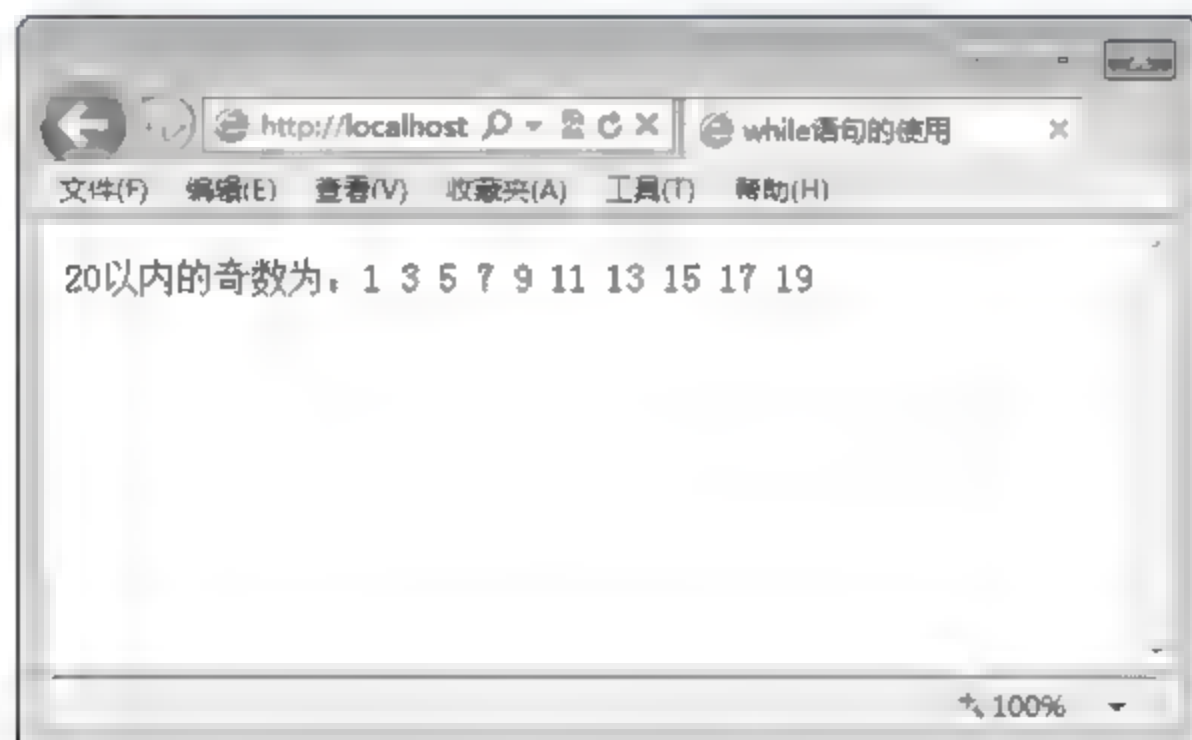 http://localhost
while语句的使用
文件(F) 编辑(E) 查看(V) 收藏夹(A) 工具(T) 帮助(H)
20以内的奇数为：1 3 5 7 9 11 13 15 17 19
100%